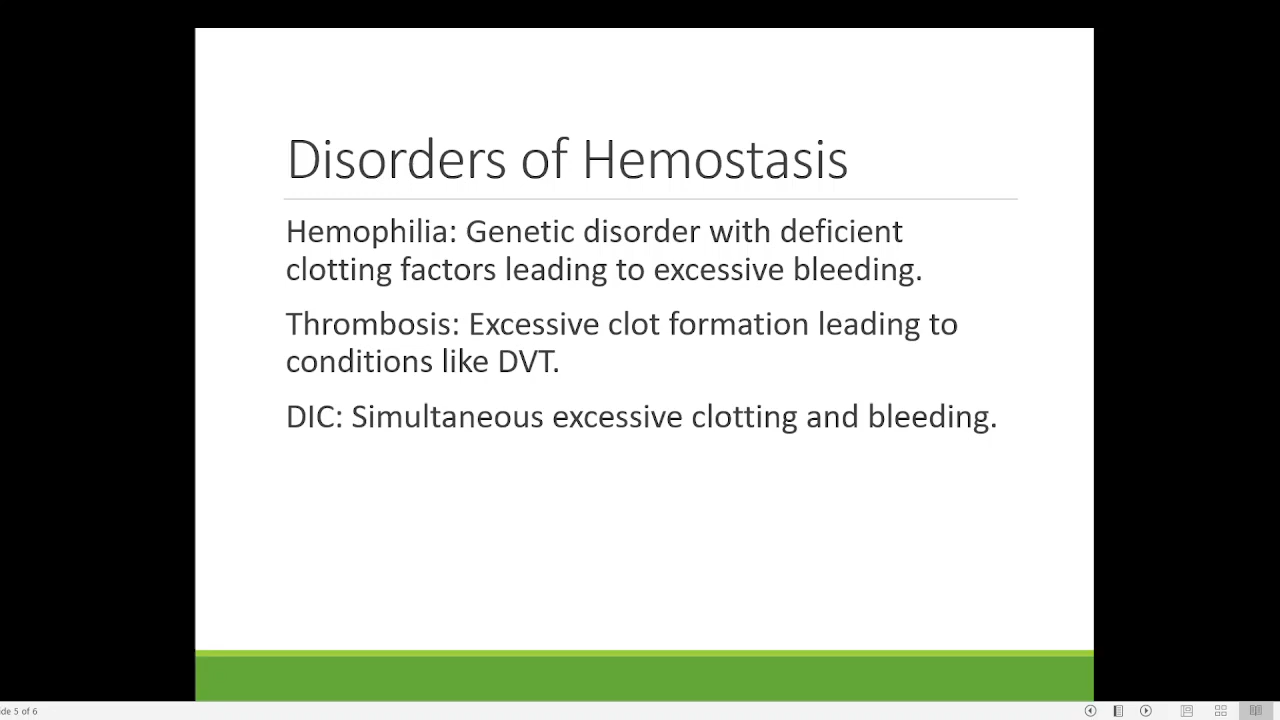 Disorders of Hemostasis
Hemophilia: Genetic disorder with deficient
clotting factors leading to excessive bleeding.
Thrombosis: Excessive clot formation leading to
conditions like DVT.
DIC: Simultaneous excessive clotting and bleeding.
de 5 of 6